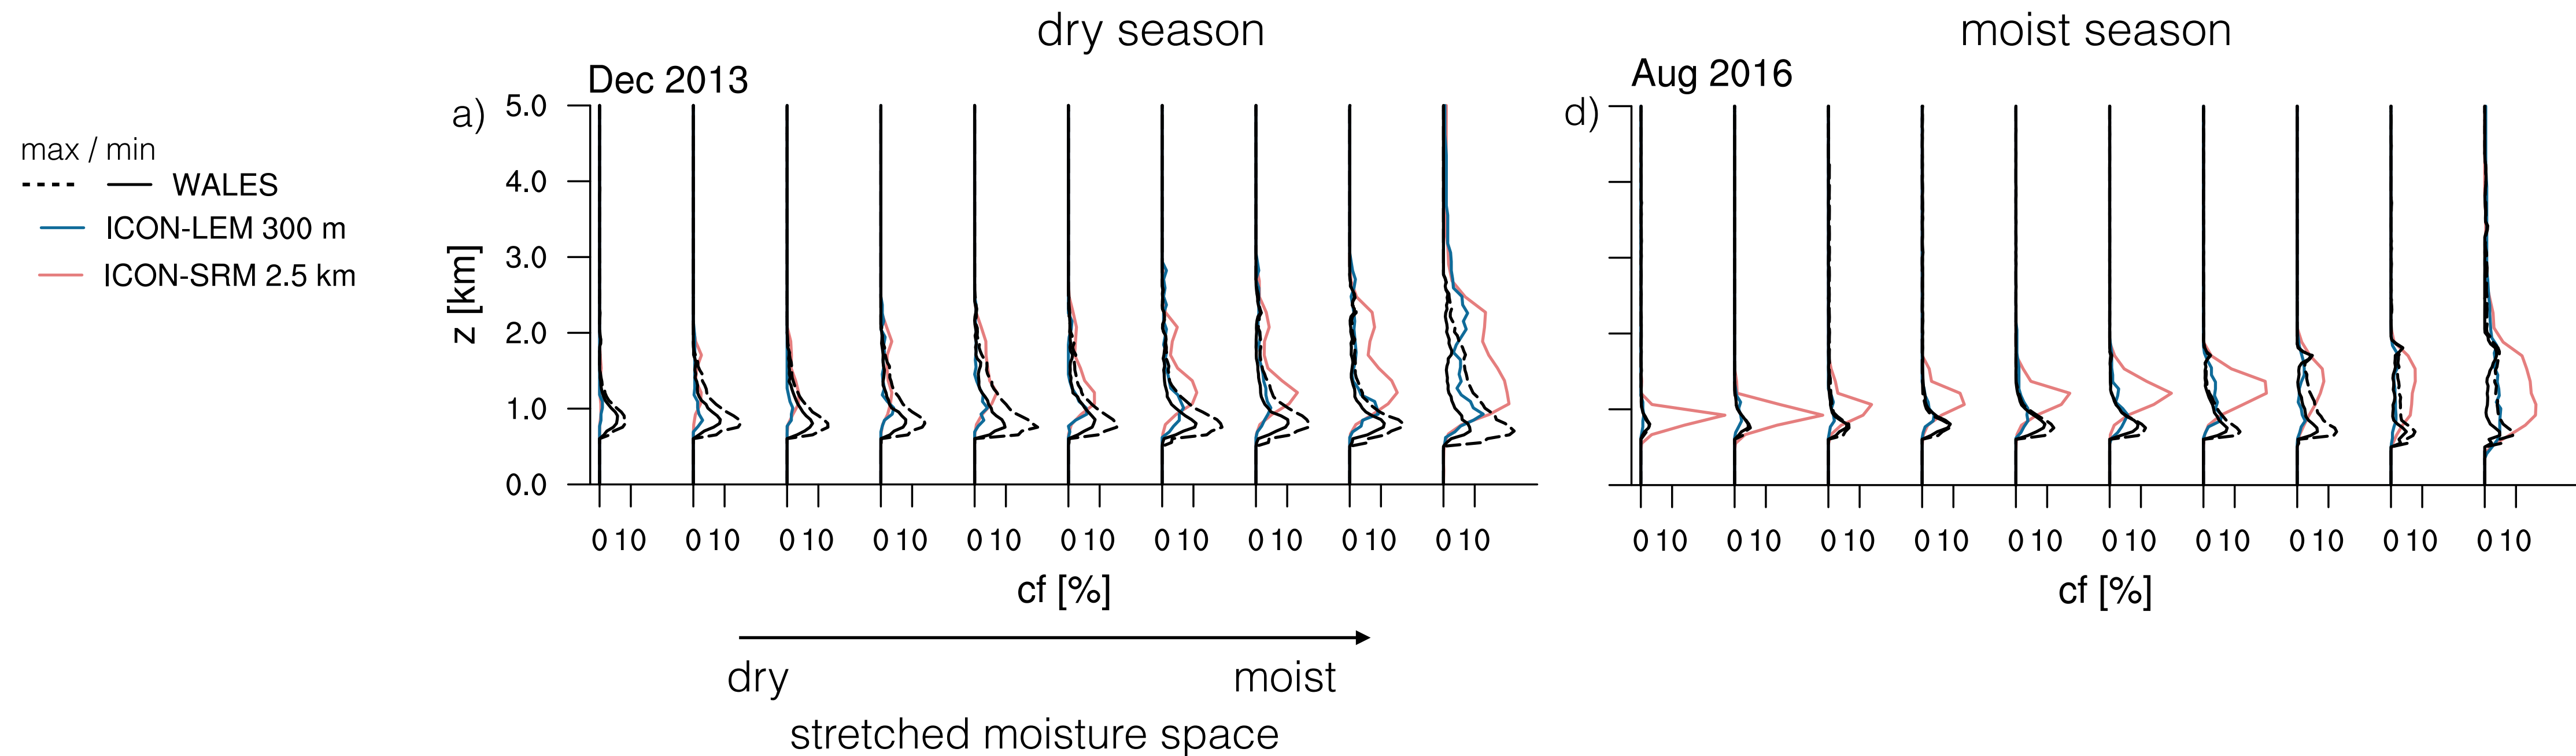 dry season
moist season
Dec 2013
Aug 2016
a)
d)
max / min
WALES
ICON-LEM 300 m
ICON-SRM 2.5 km
z [km]
5.0
4.0
3.0
2.0
1.0
0.0
0 10 0 10 0 10 0 10 0 10 0 10 0 10 0 10 0 10 0 10
0 10 0 10 0 10 0 10 0 10 0 10 0 10 0 10 0 10 0 10
cf [%]
cf [%]
dry
moist
stretched moisture space